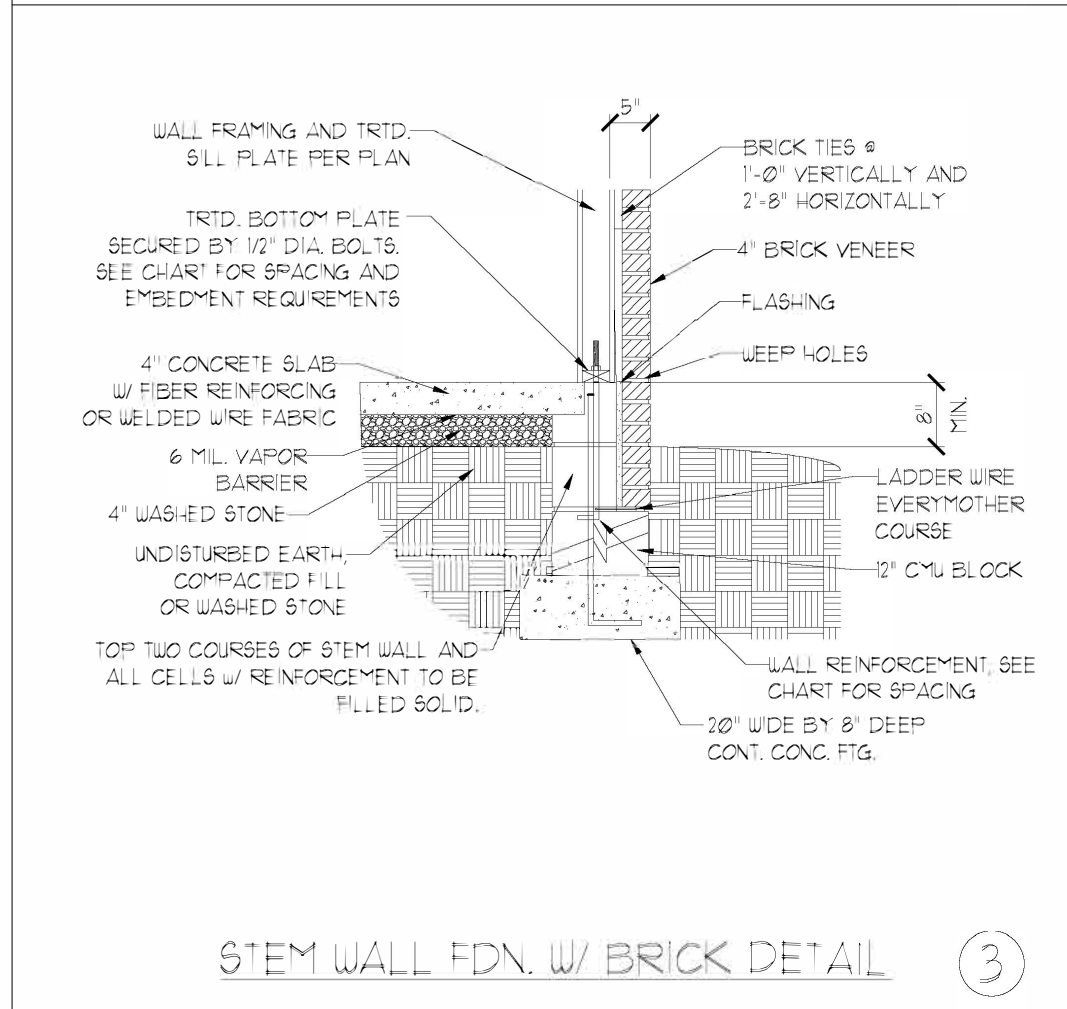 5"
WALL FRAMING AND TRTD.
SILL PLATE PER PLAN
BRICK TIES @
1'-0" VERTICALLY AND
2'-8" HORIZONTALLY
TRTD. BOTTOM PLATE
SECURED BY 1/2" DIA. BOLTS.
SEE CHART FOR SPACING AND
EMBEDMENT REQUIREMENTS
4" BRICK VENEER
FLASHING
WEEP HOLES
4" CONCRETE SLAB
W/ FIBER REINFORCING
OR WELDED WIRE FABRIC
8"
MIN.
6 MIL. VAPOR
BARRIER
4" WASHED STONE
LADDER WIRE
EVERYMOTHER
COURSE
UNDISTURBED EARTH,
COMPACTED FILL
OR WASHED STONE
12" CMU BLOCK
TOP TWO COURSES OF STEM WALL AND
ALL CELLS W/ REINFORCEMENT TO BE
FILLED SOLID.
WALL REINFORCEMENT, SEE
CHART FOR SPACING
20" WIDE BY 8" DEEP
CONT. CONC. FTG.
STEM WALL FDN. W/ BRICK DETAIL
3